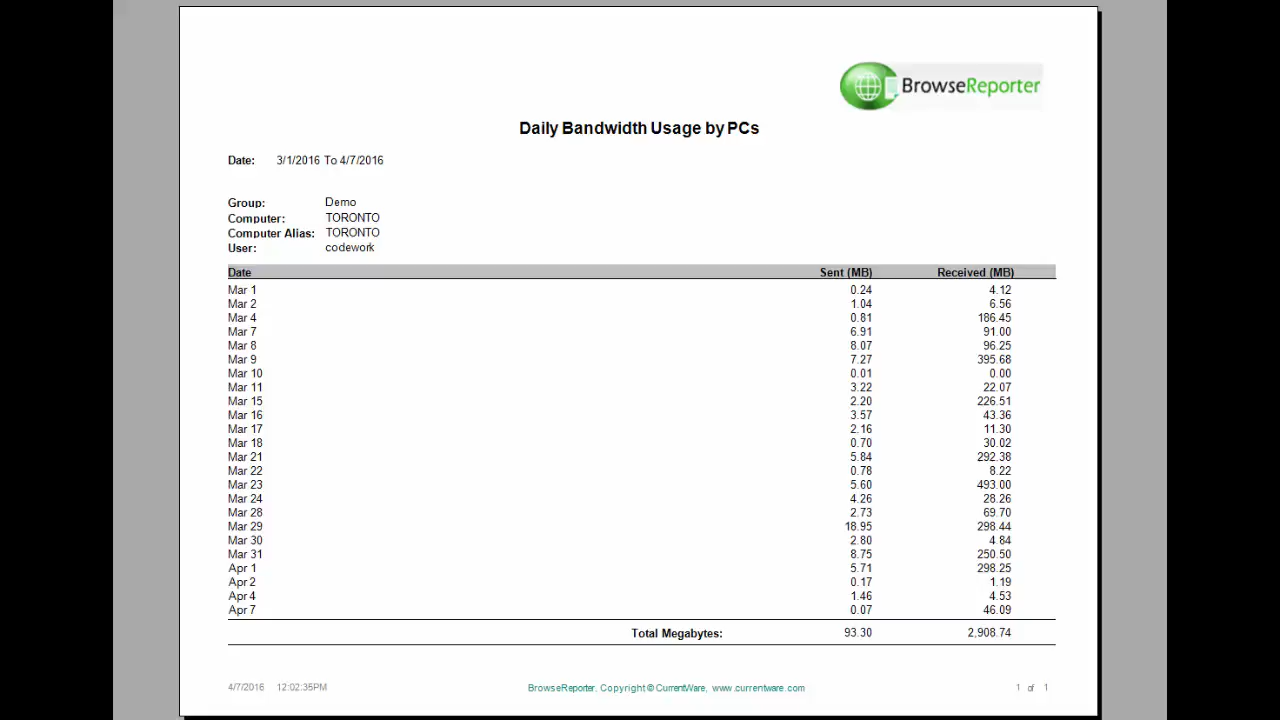 BrowseReporter
Daily Bandwidth Usage by PCs
Date: 3/1/2016 To 4/7/2016
Group: Demo
Computer: TORONTO
Computer Alias: TORONTO
User: codework
Date Sent (MB) Received (MB)
Mar 1 0.24 4.12
Mar 2 1.04 6.56
Mar 4 0.81 186.45
Mar 7 6.91 91.00
Mar 8 8.07 96.25
Mar 9 7.27 395.68
Mar 10 0.01 0.00
Mar 11 3.22 22.07
Mar 15 2.20 226.51
Mar 16 3.57 43.36
Mar 17 2.16 11.30
Mar 18 0.70 30.02
Mar 21 5.84 292.38
Mar 22 0.78 8.22
Mar 23 5.60 493.00
Mar 24 4.26 28.26
Mar 28 2.73 69.70
Mar 29 18.95 298.44
Mar 30 2.80 4.84
Mar 31 8.75 250.50
Apr 1 5.71 298.25
Apr 2 0.17 1.19
Apr 4 1.46 4.53
Apr 7 0.07 46.09
Total Megabytes: 93.30 2,908.74
4/7/2016 12:02:35PM BrowseReporter. Copyright © CurrentWare, www.currentware.com 1 of 1